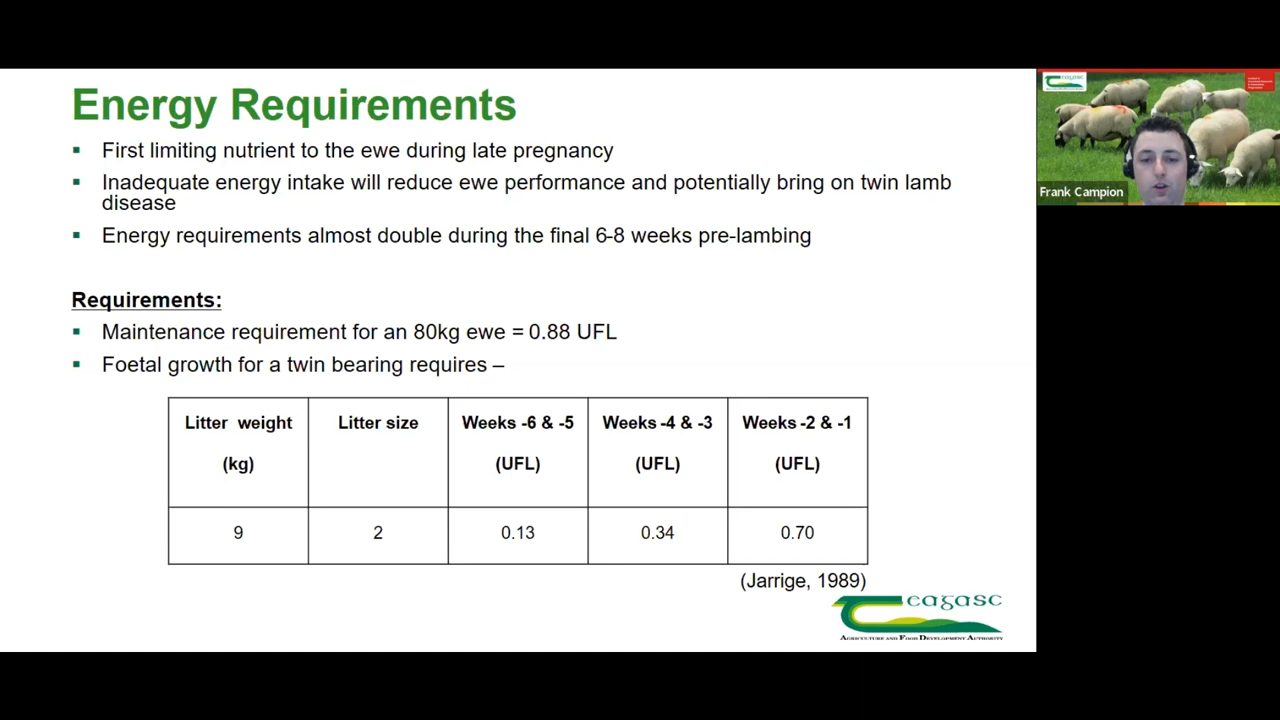 Energy Requirements
First limiting nutrient to the ewe during late pregnancy
Inadequate energy intake will reduce ewe performance and potentially bring on twin lamb
disease
Energy requirements almost double during the final 6-8 weeks pre-lambing
Requirements:
Maintenance requirement for an 80kg ewe = 0.88 UFL
Foetal growth for a twin bearing requires –
Litter weight
(kg)
Litter size
Weeks -6 & -5
(UFL)
Weeks -4 & -3
(UFL)
Weeks -2 & -1
(UFL)
9
2
0.13
0.34
0.70
(Jarrige, 1989)
eagasc
AGRICULTURE AND FOOD DEVELOPMENT AUTHORITY
eagasc
Frank Campion